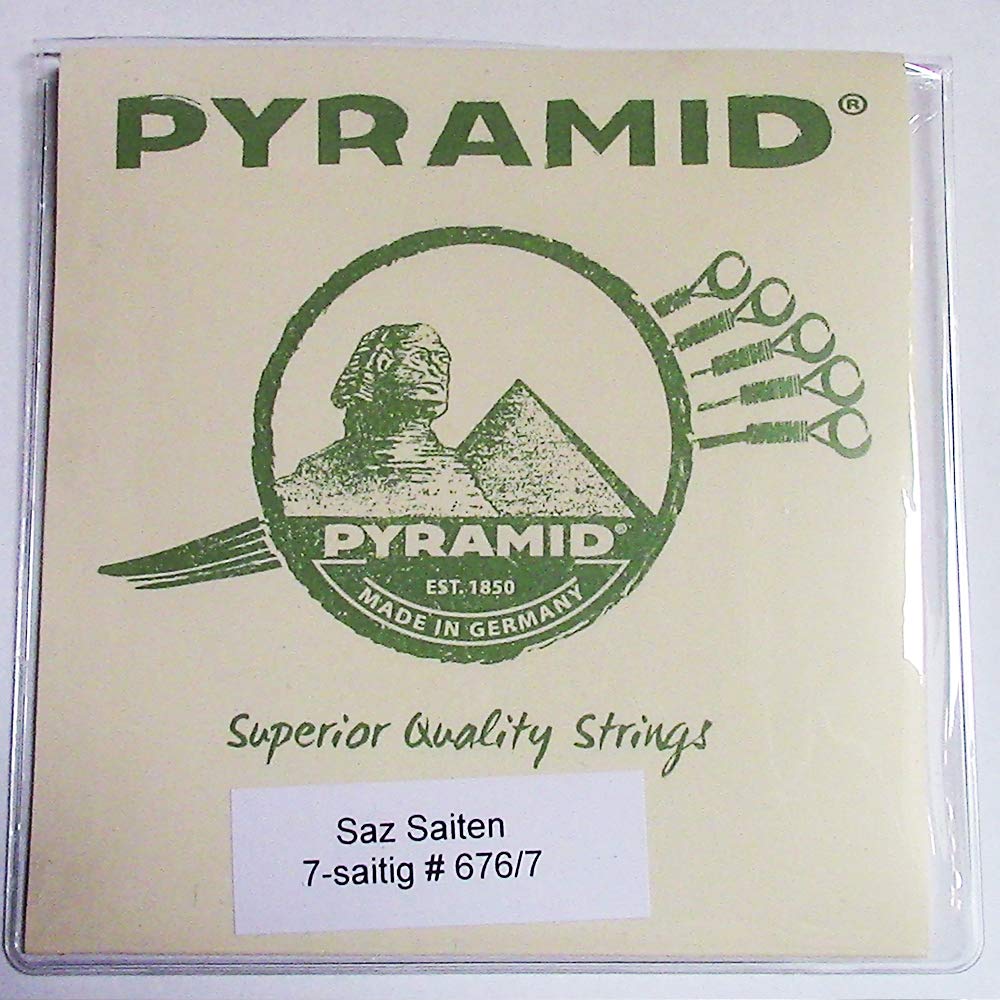 PYRAMID®
PYRAMID®
EST. 1850
MADE IN GERMANY
Superior Quality Strings
Saz Saiten
7-saitig # 676/7